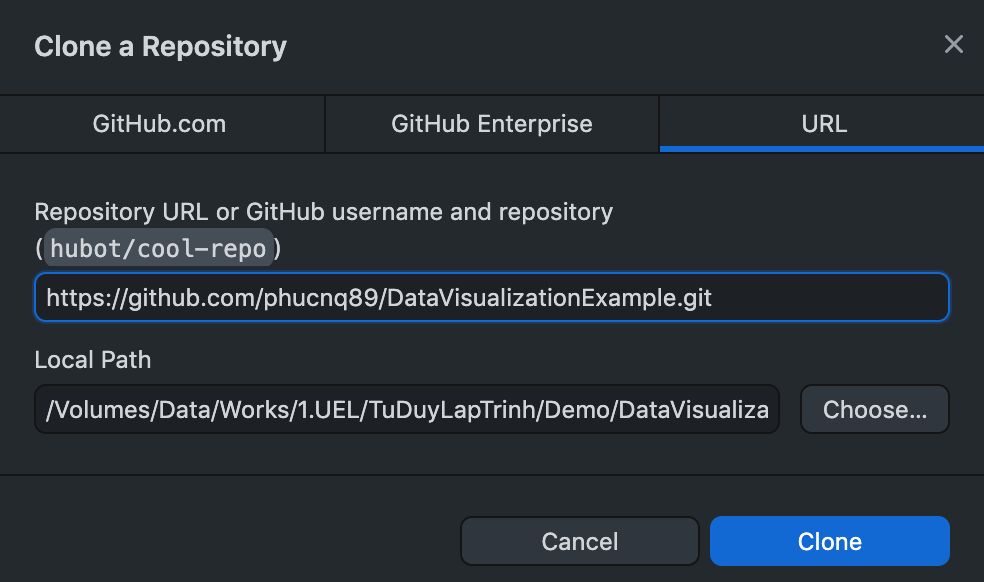 Clone a Repository
GitHub.com
GitHub Enterprise
URL
Repository URL or GitHub username and repository
(hubot/cool-repo)
https://github.com/phucnq89/DataVisualizationExample.git
Local Path
/Volumes/Data/Works/1.UEL/TuDuyLapTrinh/Demo/DataVisualiza
Choose...
Cancel
Clone